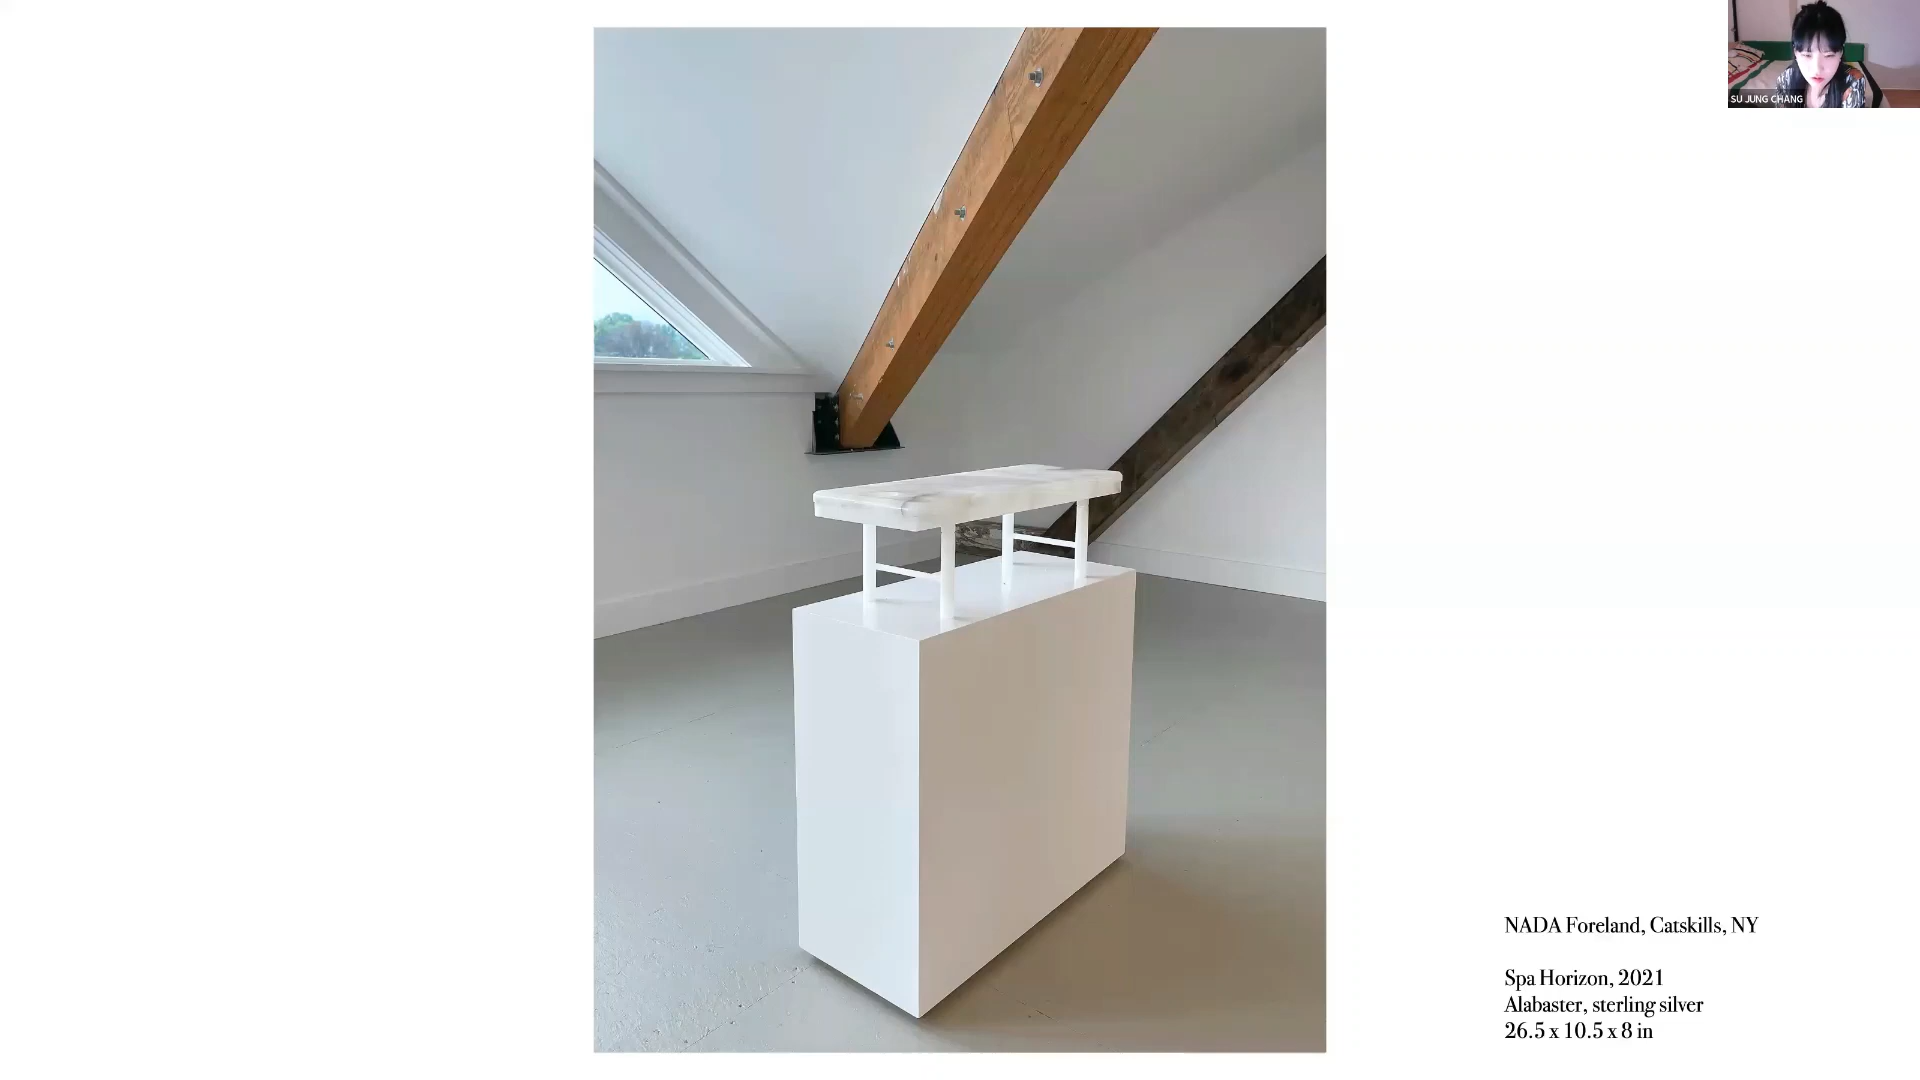 SU JUNG CHANG
NADA Foreland, Catskills, NY
Spa Horizon, 2021
Alabaster, sterling silver
26.5 x 10.5 x 8 in